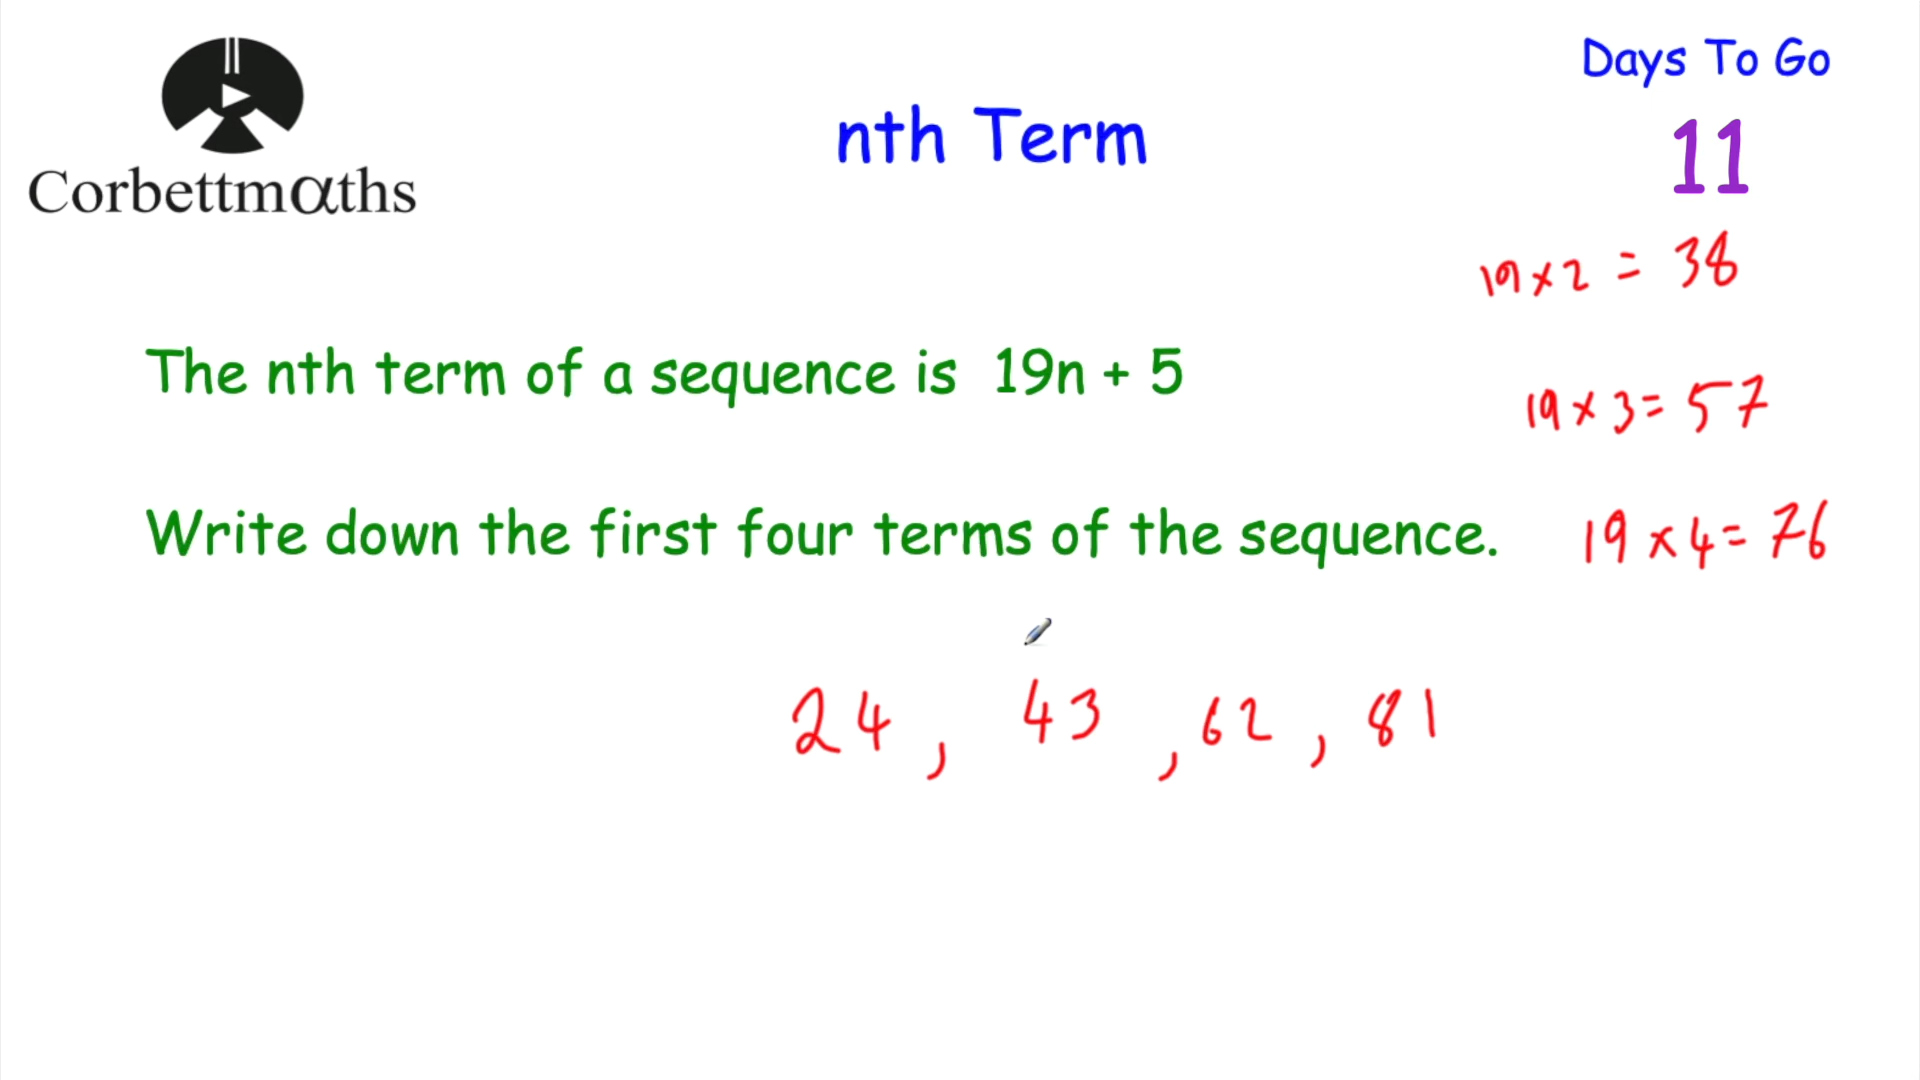 Days To Go
nth Term
11
Corbettmαths
19 x 2 = 38
The nth term of a sequence is 19n + 5
19 x 3 = 57
Write down the first four terms of the sequence.
19 x 4 = 76
24 , 43 , 62 , 81